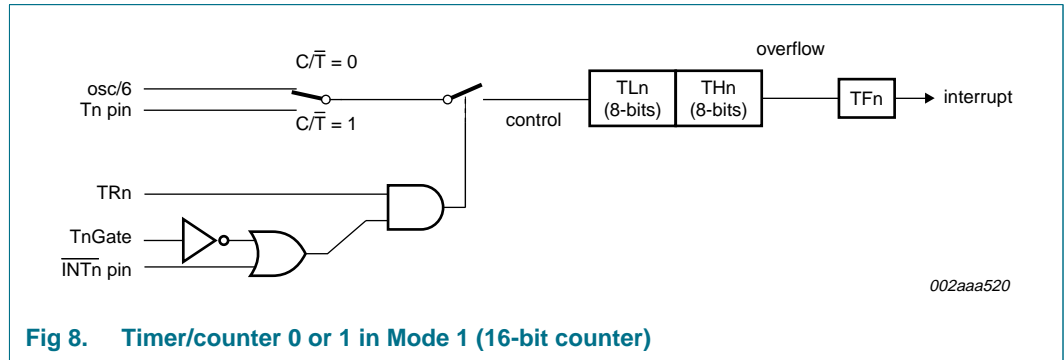 overflow
C/T̅ = 0
osc/6
Tn pin
TLn
(8-bits)
THn
(8-bits)
TFn
interrupt
C/T̅ = 1
control
TRn
TnGate
I̅N̅T̅n pin
002aaa520
Fig 8. Timer/counter 0 or 1 in Mode 1 (16-bit counter)